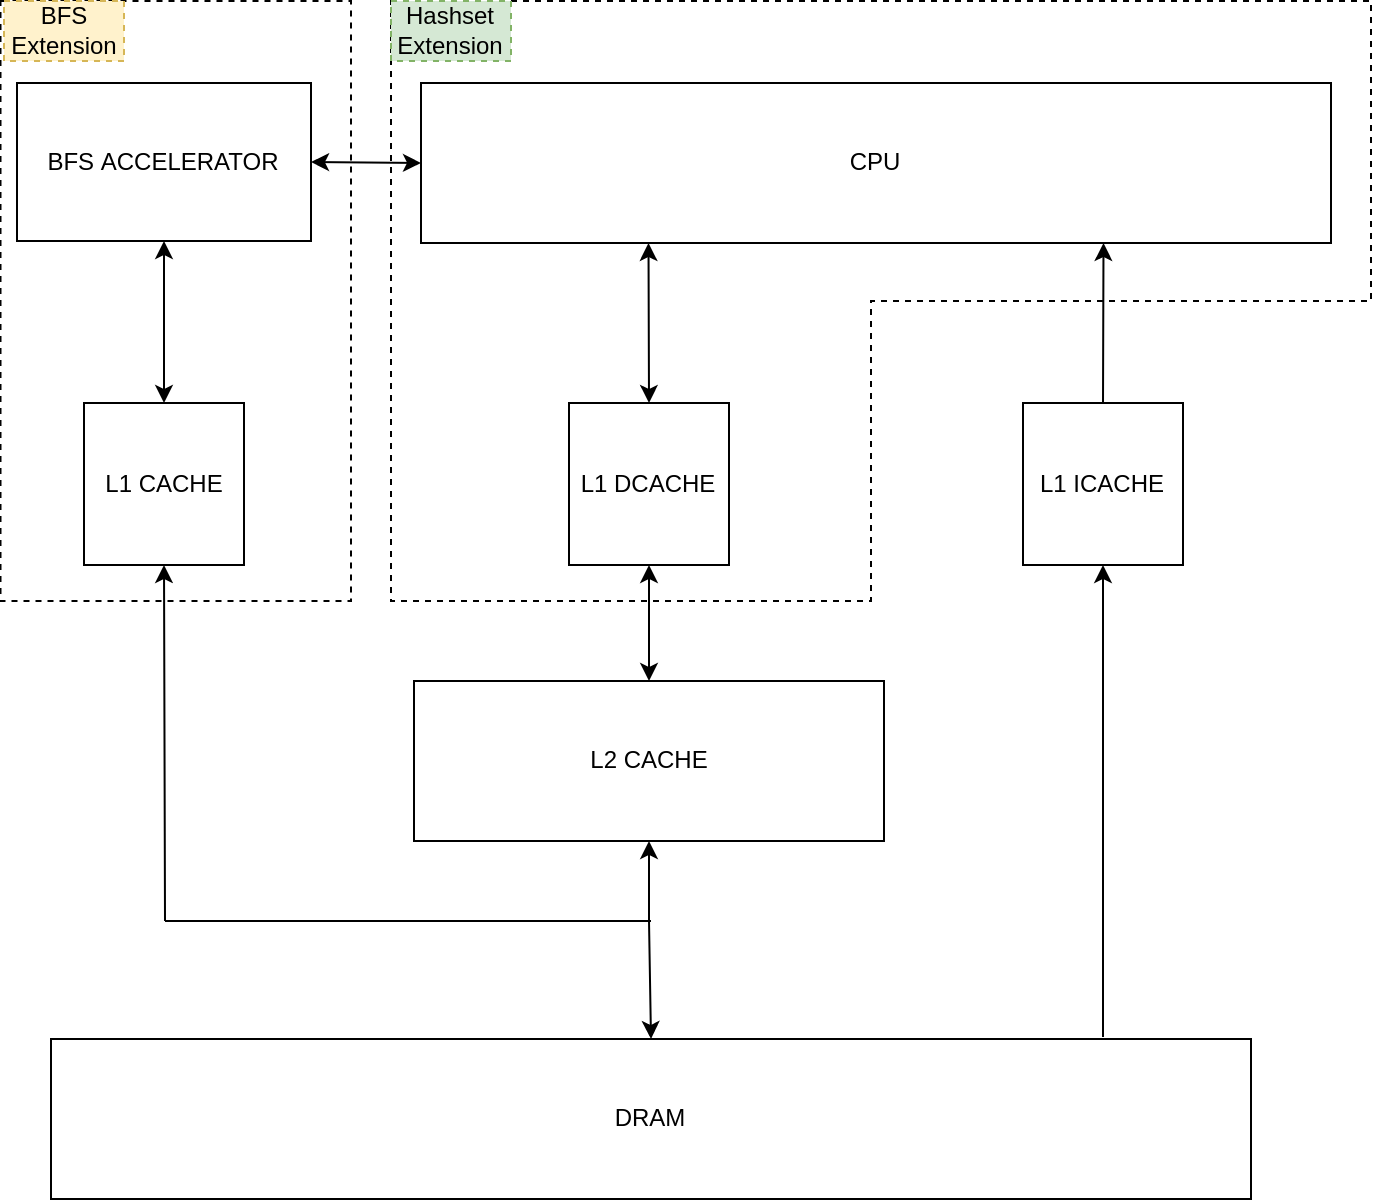 BFS
Extension
Hashset
Extension
BFS ACCELERATOR
CPU
L1 CACHE
L1 DCACHE
L1 ICACHE
L2 CACHE
DRAM